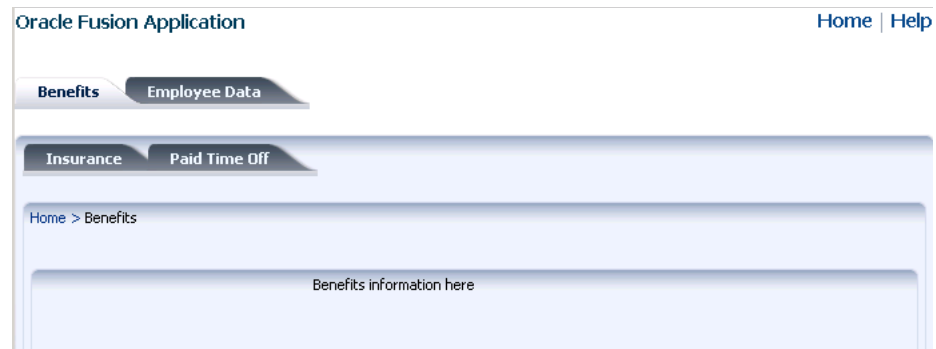 Oracle Fusion Application
Home | Help
Benefits Employee Data
Insurance Paid Time Off
Home > Benefits
Benefits information here